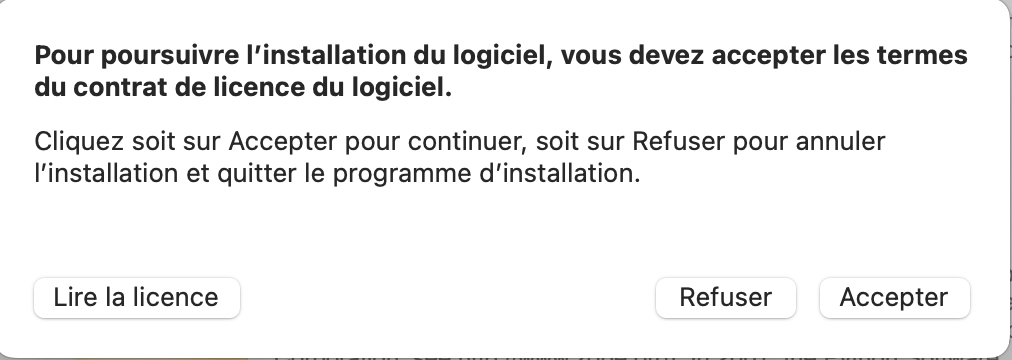 Pour poursuivre l’installation du logiciel, vous devez accepter les termes
du contrat de licence du logiciel.
Cliquez soit sur Accepter pour continuer, soit sur Refuser pour annuler
l’installation et quitter le programme d’installation.
Lire la licence
Refuser
Accepter